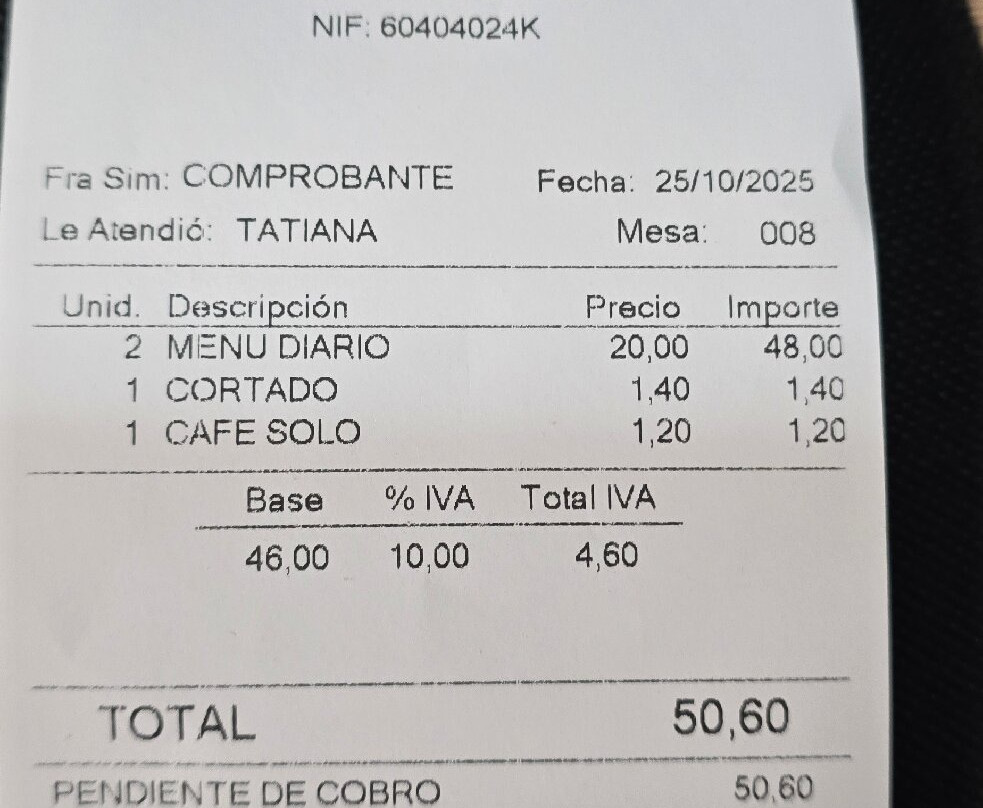 NIF: 60404024K
Fra Sim: COMPROBANTE Fecha: 25/10/2025
Le Atendió: TATIANA Mesa: 008
Unid. Descripción Precio Importe
2 MENU DIARIO 20,00 48,00
1 CORTADO 1,40 1,40
1 CAFE SOLO 1,20 1,20
Base % IVA Total IVA
46,00 10,00 4,60
TOTAL 50,60
PENDIENTE DE COBRO 50,60